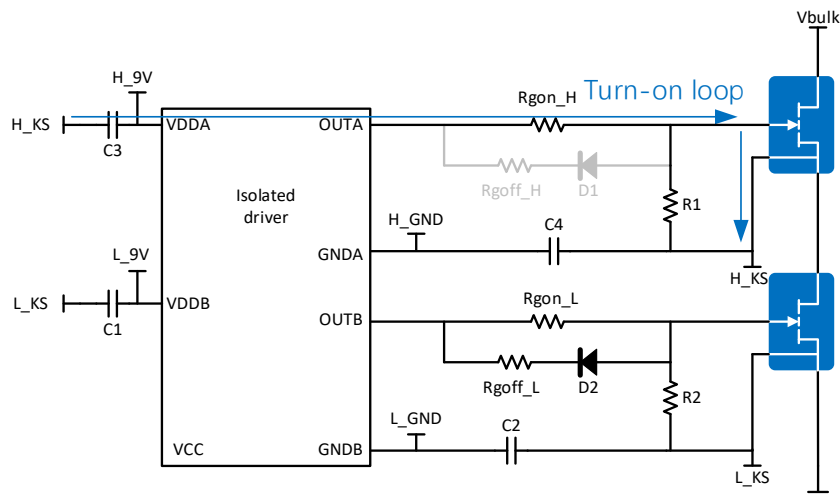 Vbulk
H_9V
Turn-on loop
Rgon_H
H_KS
VDDA
OUTA
C3
Rgoff_H
D1
Isolated
driver
R1
H_GND
C4
L_9V
GNDA
H_KS
L_KS
VDDB
Rgon_L
C1
OUTB
Rgoff_L
D2
R2
L_GND
C2
VCC
GNDB
L_KS